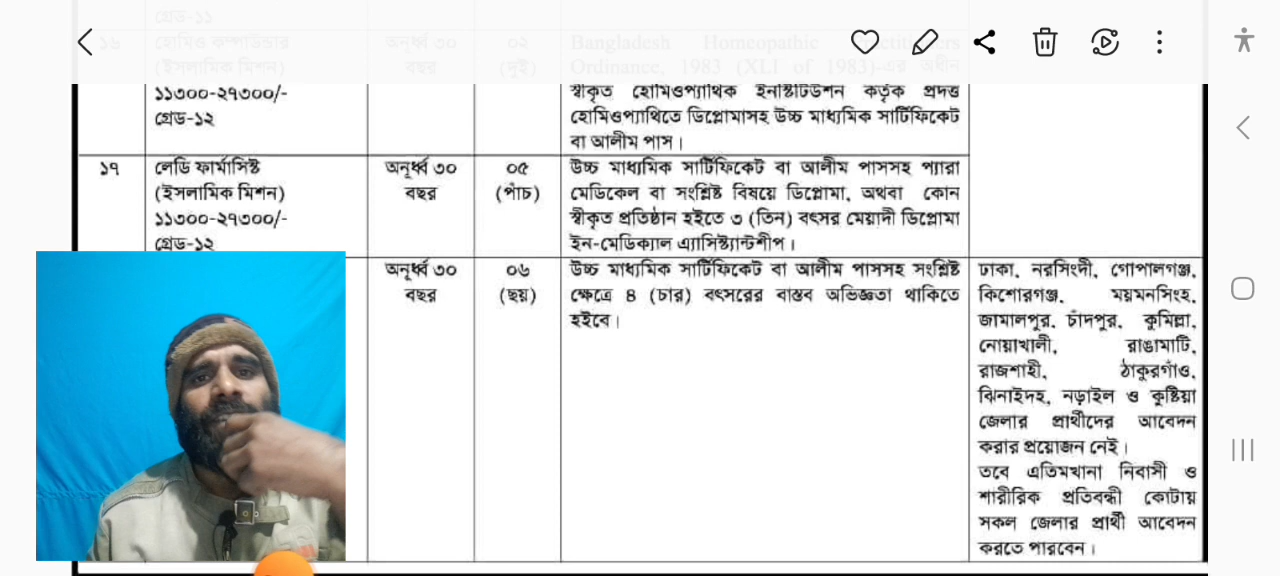 গ্রেড-১১
১৬
হোমিও কম্পাউন্ডার
(ইসলামিক মিশন)
১১৩০০-২৭৩০০/-
গ্রেড-১২
অনূর্ধ্ব ৩০
বছর
০২
(দুই)
Bangladesh Homeopathic
Ordinance, 1983 (XLI of 1983)-এর অধীন
স্বীকৃত হোমিওপ্যাথিক ইনস্টিটিউশন কর্তৃক প্রদত্ত
হোমিওপ্যাথিতে ডিপ্লোমাসহ উচ্চ মাধ্যমিক সার্টিফিকেট
বা আলীম পাস।
১৭
লেডি ফার্মাসিষ্ট
(ইসলামিক মিশন)
১১৩০০-২৭৩০০/-
গ্রেড-১২
অনূর্ধ্ব ৩০
বছর
০৫
(পাঁচ)
উচ্চ মাধ্যমিক সার্টিফিকেট বা আলীম পাসসহ প্যারা
মেডিকেল বা সংশ্লিষ্ট বিষয়ে ডিপ্লোমা, অথবা কোন
স্বীকৃত প্রতিষ্ঠান হইতে ৩ (তিন) বৎসর মেয়াদী ডিপ্লোমা
ইন-মেডিক্যাল এ্যাসিস্ট্যান্টশীপ।
অনূর্ধ্ব ৩০
বছর
০৬
(ছয়)
উচ্চ মাধ্যমিক সার্টিফিকেট বা আলীম পাসসহ সংশ্লিষ্ট
ক্ষেত্রে ৪ (চার) বৎসরের বাস্তব অভিজ্ঞতা থাকিতে
হইবে।
ঢাকা, নরসিংদী, গোপালগঞ্জ,
কিশোরগঞ্জ, ময়মনসিংহ,
জামালপুর, চাঁদপুর, কুমিল্লা,
নোয়াখালী, রাঙামাটি,
রাজশাহী, ঠাকুরগাঁও,
ঝিনাইদহ, নড়াইল ও কুষ্টিয়া
জেলার প্রার্থীদের আবেদন
করার প্রয়োজন নেই।
তবে এতিমখানা নিবাসী ও
শারীরিক প্রতিবন্ধী কোটায়
সকল জেলার প্রার্থী আবেদন
করতে পারবেন।